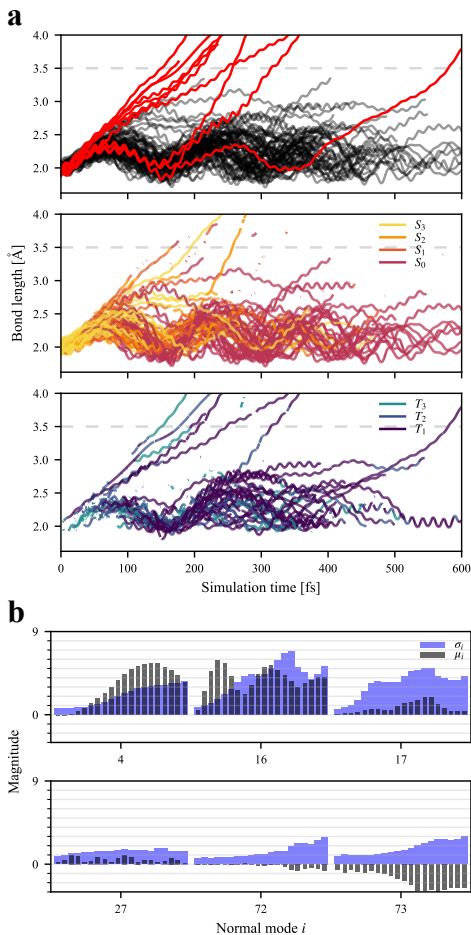 a
4.0
3.5
3.0
2.5
2.0
4.0
3.5
3.0
2.5
2.0
Bond length [Å]
S₃
S₂
S₁
S₀
4.0
3.5
3.0
2.5
2.0
T₃
T₂
T₁
0 100 200 300 400 500 600
Simulation time [fs]
b
9
0
σᵢ
μᵢ
4 16 17
Magnitude
9
0
27 72 73
Normal mode i